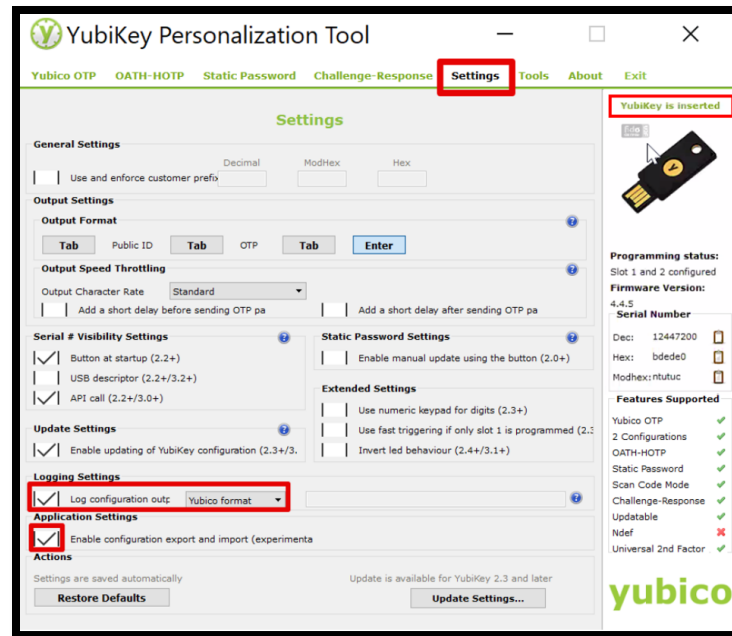 YubiKey Personalization Tool
Yubico OTP OATH-HOTP Static Password Challenge-Response Settings Tools About Exit
Settings
General Settings
Decimal ModHex Hex
Use and enforce customer prefix
Output Settings
Output Format
Tab Public ID Tab OTP Tab Enter
Output Speed Throttling
Output Character Rate Standard
Add a short delay before sending OTP pa
Add a short delay after sending OTP pa
Serial # Visibility Settings
Button at startup (2.2+)
USB descriptor (2.2+/3.2+)
API call (2.2+/3.0+)
Static Password Settings
Enable manual update using the button (2.0+)
Extended Settings
Use numeric keypad for digits (2.3+)
Use fast triggering if only slot 1 is programmed (2.3
Invert led behaviour (2.4+/3.1+)
Update Settings
Enable updating of YubiKey configuration (2.3+/3.
Logging Settings
Log configuration outp Yubico format
Application Settings
Enable configuration export and import (experimenta
Actions
Settings are saved automatically
Restore Defaults
Update is available for YubiKey 2.3 and later
Update Settings...
YubiKey is inserted
Programming status:
Slot 1 and 2 configured
Firmware Version:
4.4.5
Serial Number
Dec: 12447200
Hex: bdede0
Modhex: ntutuc
Features Supported
Yubico OTP
2 Configurations
OATH-HOTP
Static Password
Scan Code Mode
Challenge-Response
Updatable
Ndef
Universal 2nd Factor
yubico